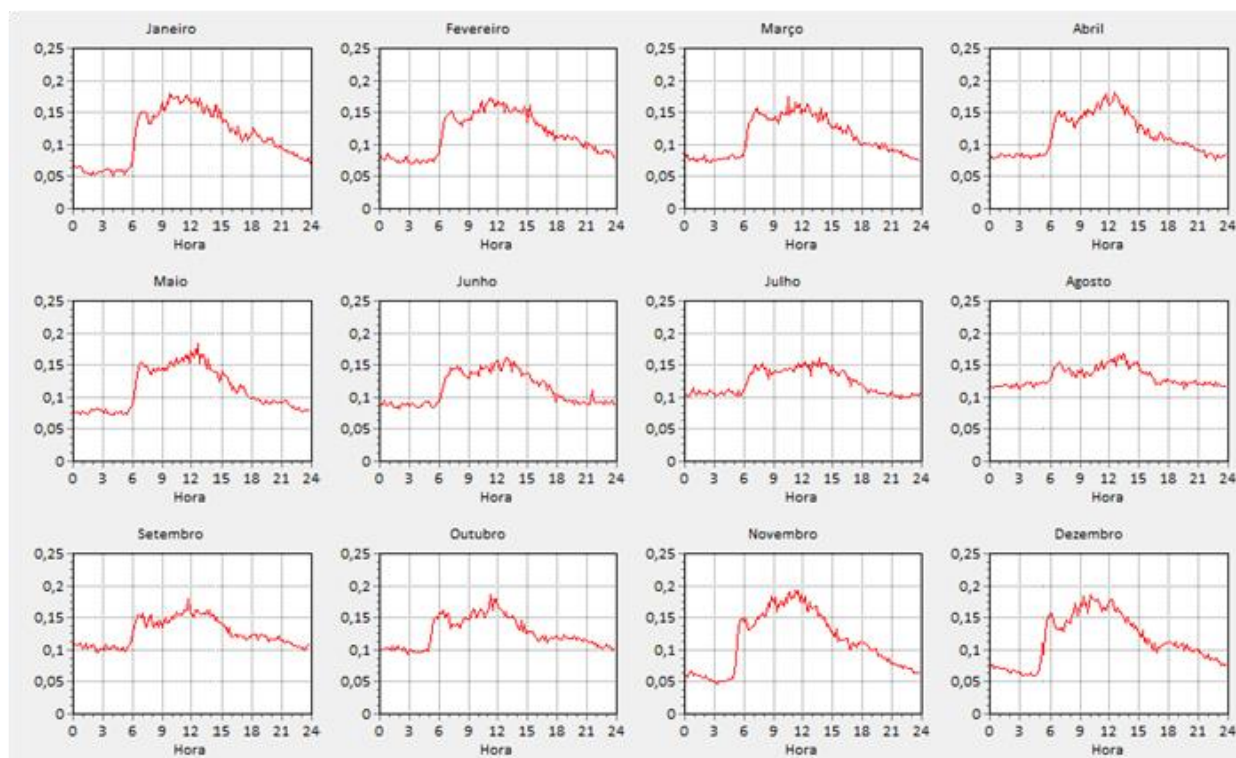 Janeiro Fevereiro Março Abril
0,25 0,25 0,25 0,25
0,2 0,2 0,2 0,2
0,15 0,15 0,15 0,15
0,1 0,1 0,1 0,1
0,05 0,05 0,05 0,05
0 0 0 0
0 3 6 9 12 15 18 21 24 0 3 6 9 12 15 18 21 24 0 3 6 9 12 15 18 21 24 0 3 6 9 12 15 18 21 24
Hora Hora Hora Hora
Maio Junho Julho Agosto
0,25 0,25 0,25 0,25
0,2 0,2 0,2 0,2
0,15 0,15 0,15 0,15
0,1 0,1 0,1 0,1
0,05 0,05 0,05 0,05
0 0 0 0
0 3 6 9 12 15 18 21 24 0 3 6 9 12 15 18 21 24 0 3 6 9 12 15 18 21 24 0 3 6 9 12 15 18 21 24
Hora Hora Hora Hora
Setembro Outubro Novembro Dezembro
0,25 0,25 0,25 0,25
0,2 0,2 0,2 0,2
0,15 0,15 0,15 0,15
0,1 0,1 0,1 0,1
0,05 0,05 0,05 0,05
0 0 0 0
0 3 6 9 12 15 18 21 24 0 3 6 9 12 15 18 21 24 0 3 6 9 12 15 18 21 24 0 3 6 9 12 15 18 21 24
Hora Hora Hora Hora